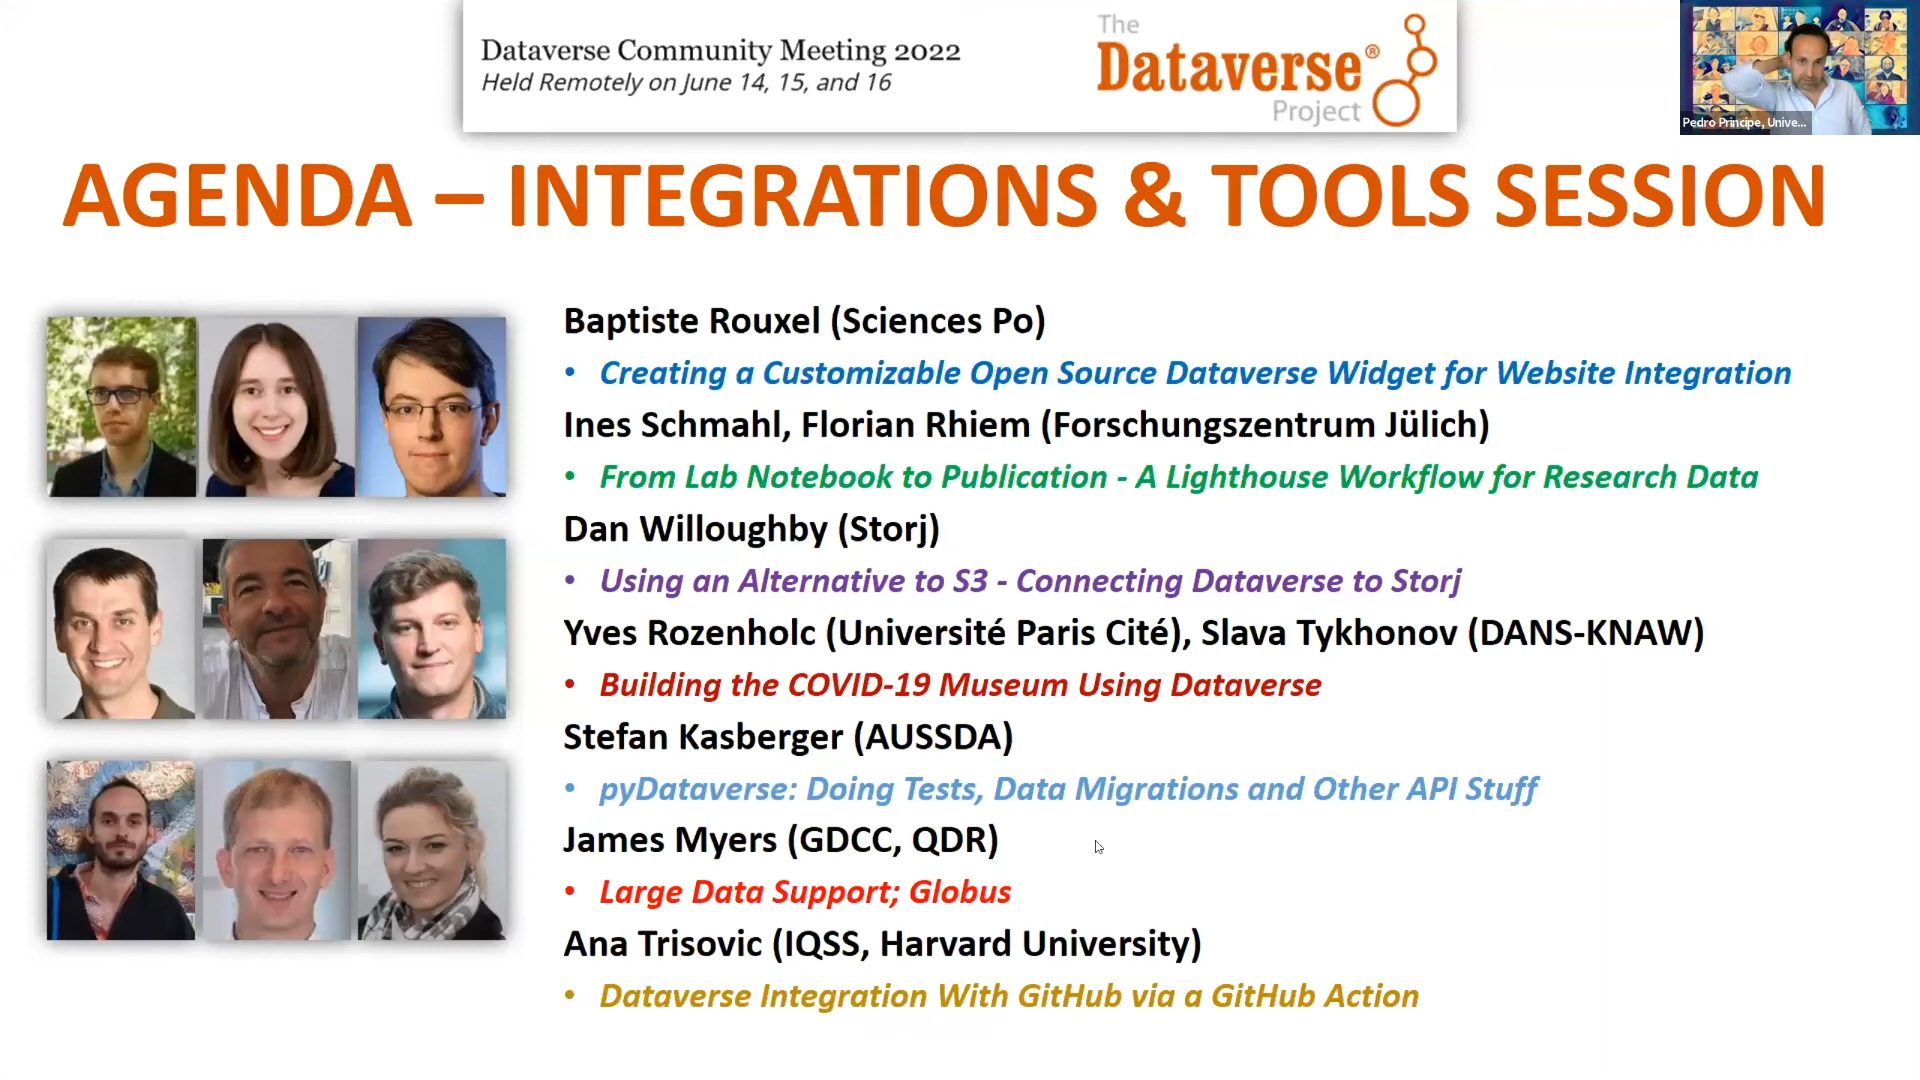 Dataverse Community Meeting 2022
Held Remotely on June 14, 15, and 16
The
Dataverse®
Project
Pedro Príncipe, Unive...
AGENDA – INTEGRATIONS & TOOLS SESSION
Baptiste Rouxel (Sciences Po)
• Creating a Customizable Open Source Dataverse Widget for Website Integration
Ines Schmahl, Florian Rhiem (Forschungszentrum Jülich)
• From Lab Notebook to Publication - A Lighthouse Workflow for Research Data
Dan Willoughby (Storj)
• Using an Alternative to S3 - Connecting Dataverse to Storj
Yves Rozenholc (Université Paris Cité), Slava Tykhonov (DANS-KNAW)
• Building the COVID-19 Museum Using Dataverse
Stefan Kasberger (AUSSDA)
• pyDataverse: Doing Tests, Data Migrations and Other API Stuff
James Myers (GDCC, QDR)
• Large Data Support; Globus
Ana Trisovic (IQSS, Harvard University)
• Dataverse Integration With GitHub via a GitHub Action